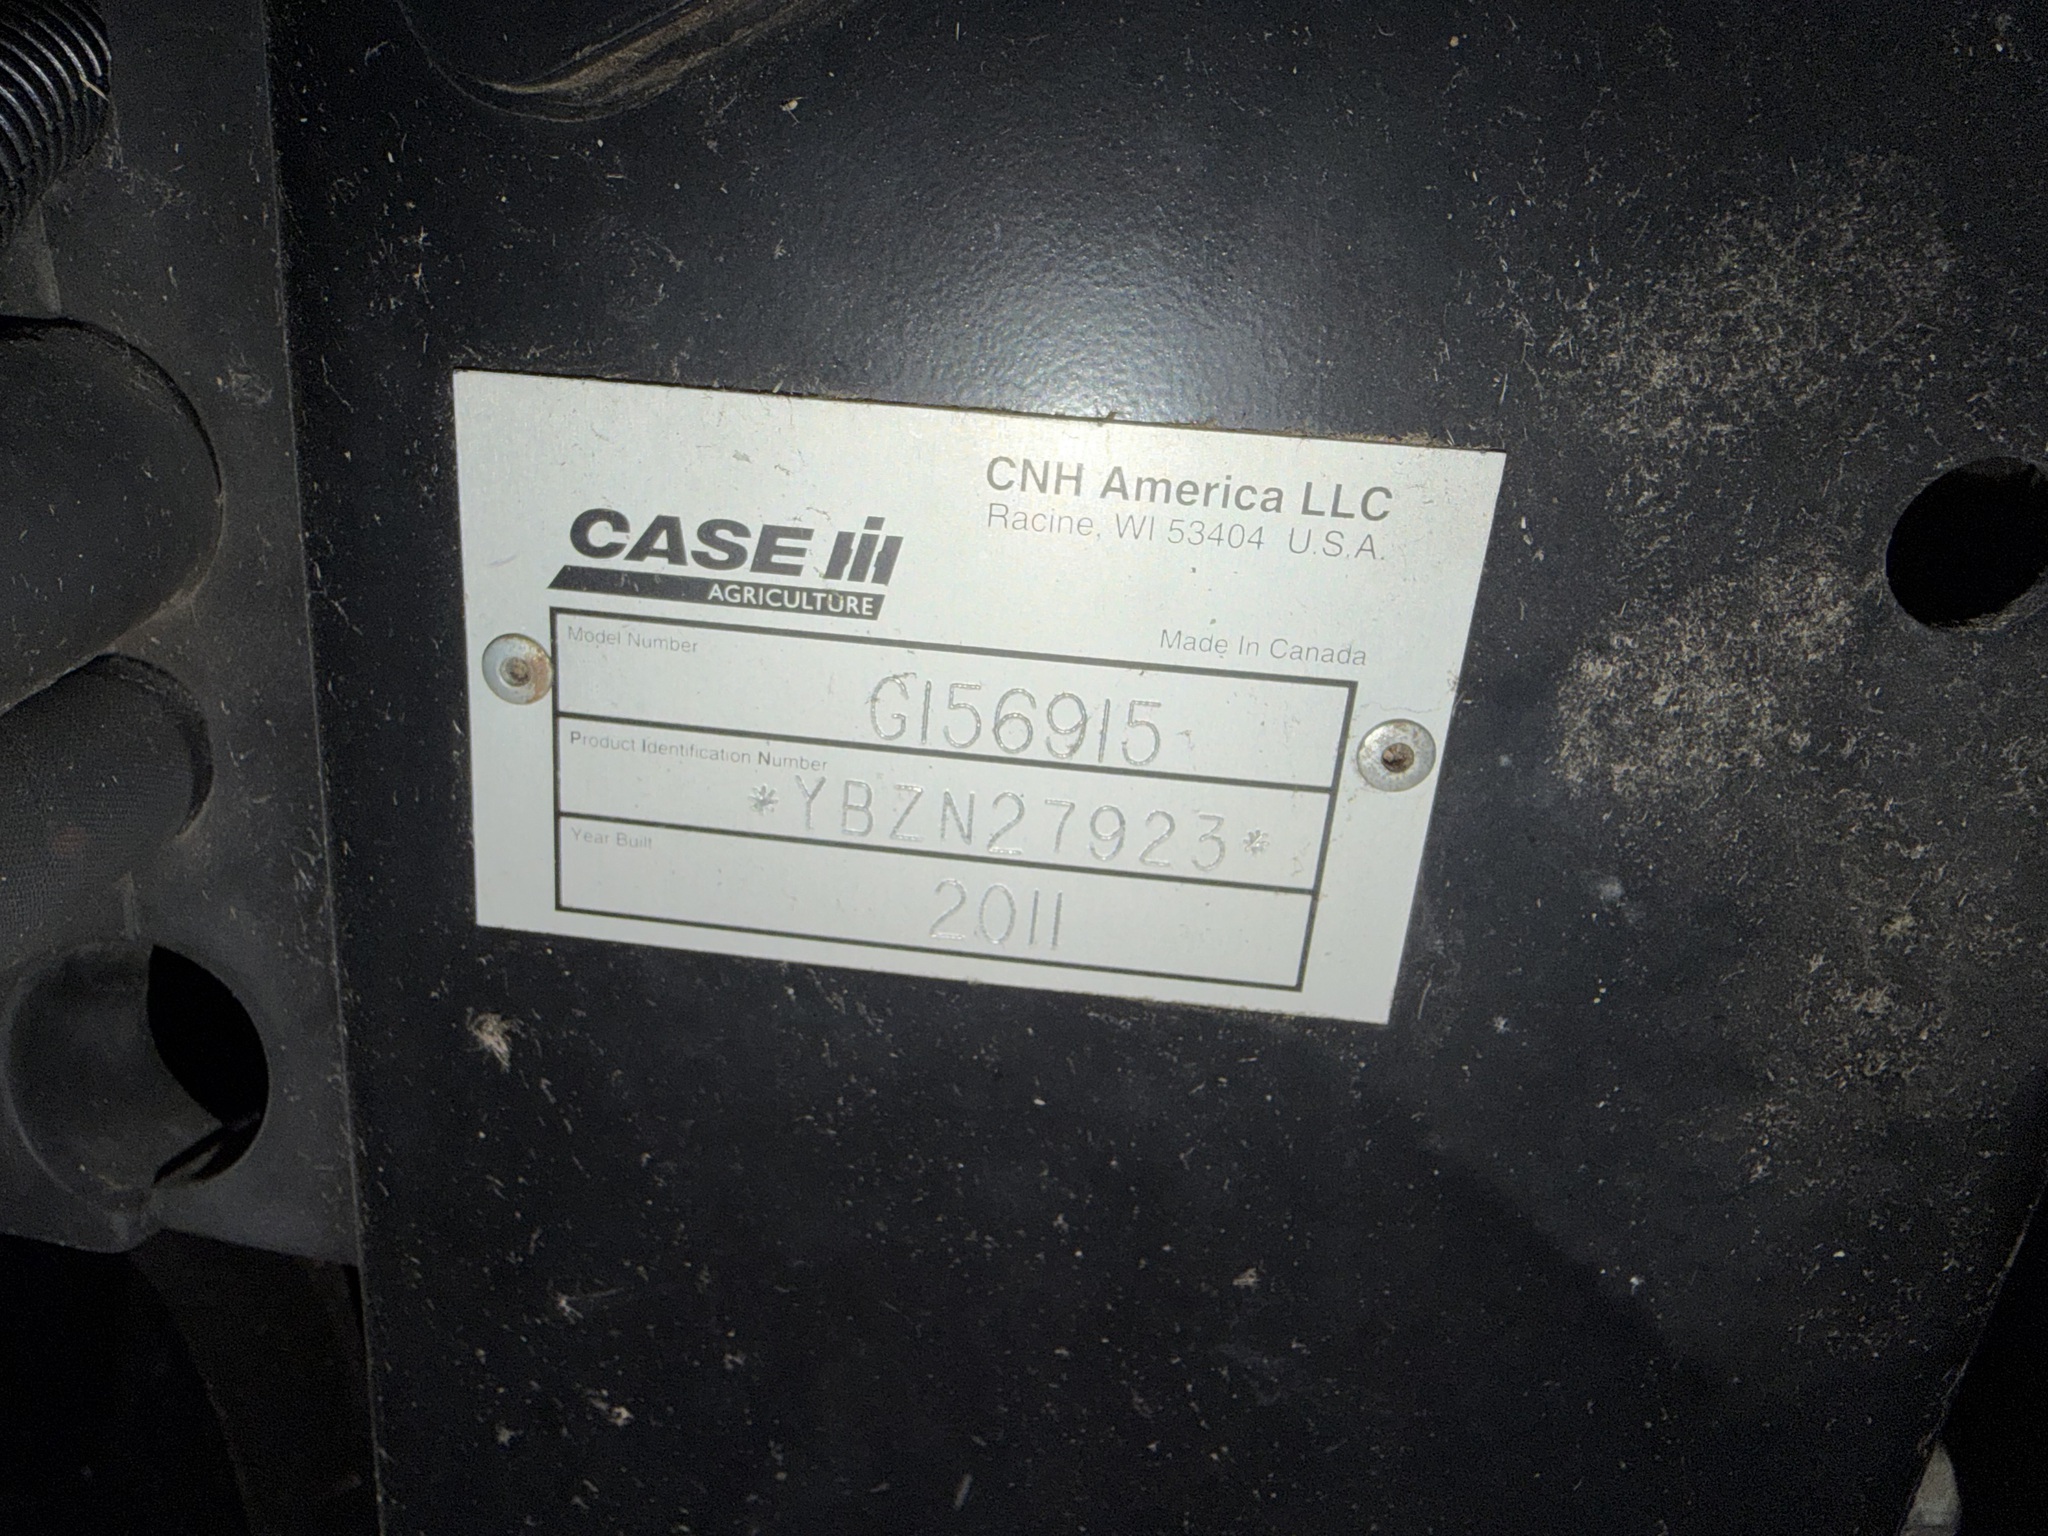 CNH America LLC
Racine, WI 53404 U.S.A.
CASE IH
AGRICULTURE
Made In Canada
Model Number
G156915
Product Identification Number
*YBZN27923*
Year Built
2011